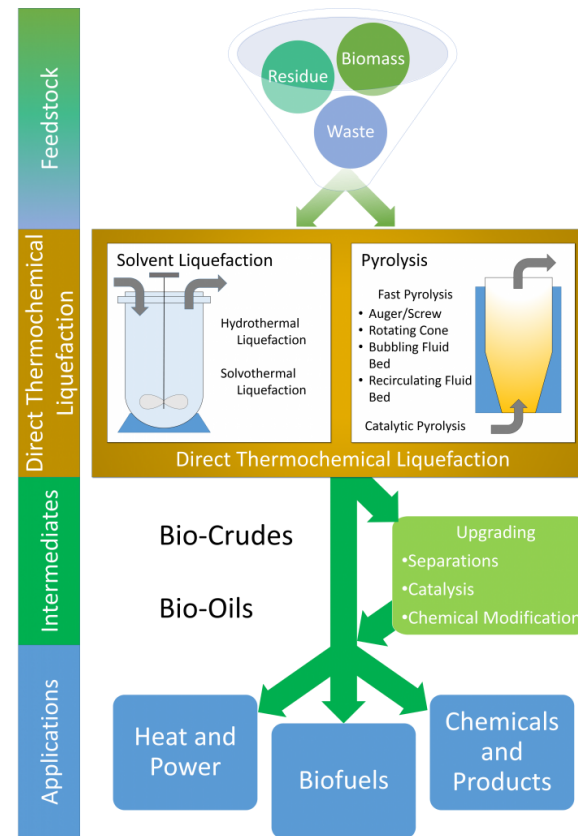 Feedstock
Residue
Biomass
Waste
Direct Thermochemical
Liquefaction
Solvent Liquefaction
Hydrothermal
Liquefaction
Solvothermal
Liquefaction
Pyrolysis
Fast Pyrolysis
• Auger/Screw
• Rotating Cone
• Bubbling Fluid
Bed
• Recirculating Fluid
Bed
Catalytic Pyrolysis
Direct Thermochemical Liquefaction
Intermediates
Bio-Crudes
Bio-Oils
Upgrading
•Separations
•Catalysis
•Chemical Modification
Applications
Heat and
Power
Biofuels
Chemicals
and
Products